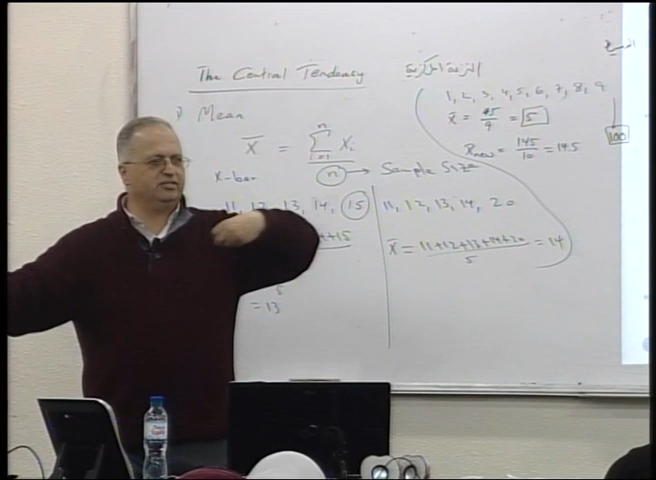 The Central Tendency النزعة المركزية
1) Mean
X̄ = Σ Xi
n
i=1
n → Sample Size
X-bar
11, 12, 13, 14, 15
+15
5
= 13
11, 12, 13, 14, 20
X̄ = 11+12+13+14+20 / 5 = 14
1, 2, 3, 4, 5, 6, 7, 8, 9
X̄ = 45/9 = 5
100
X̄new = 145/10 = 14.5